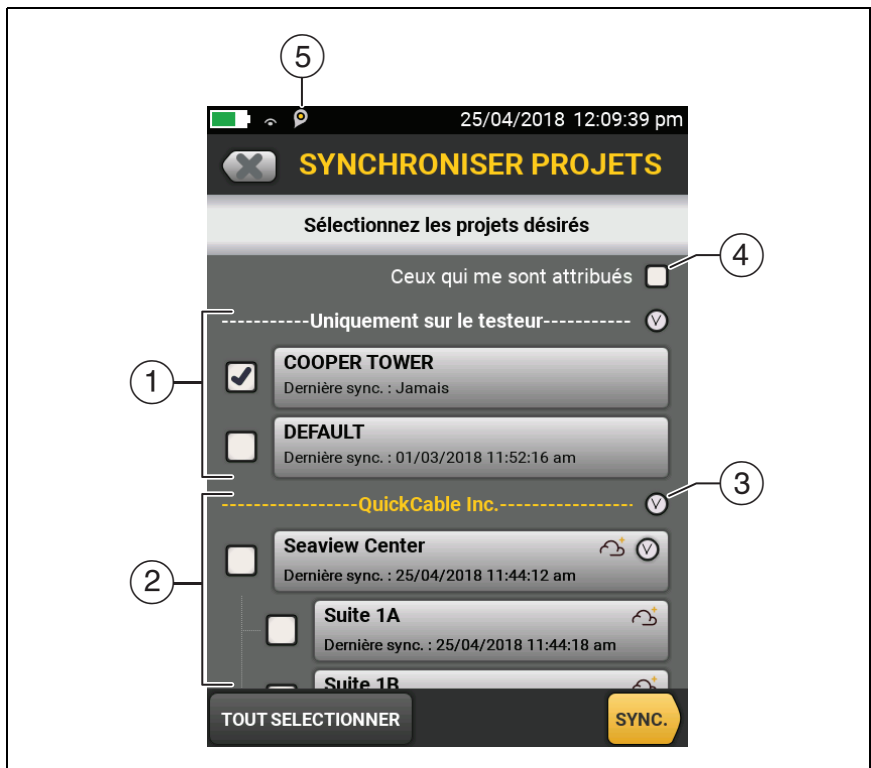 5
25/04/2018 12:09:39 pm
SYNCHRONISER PROJETS
Sélectionnez les projets désirés
Ceux qui me sont attribués
4
----------Uniquement sur le testeur----------
1
COOPER TOWER
Dernière sync. : Jamais
DEFAULT
Dernière sync. : 01/03/2018 11:52:16 am
3
----------------QuickCable Inc.----------------
2
Seaview Center
Dernière sync. : 25/04/2018 11:44:12 am
Suite 1A
Dernière sync. : 25/04/2018 11:44:18 am
Suite 1B
TOUT SELECTIONNER
SYNC.